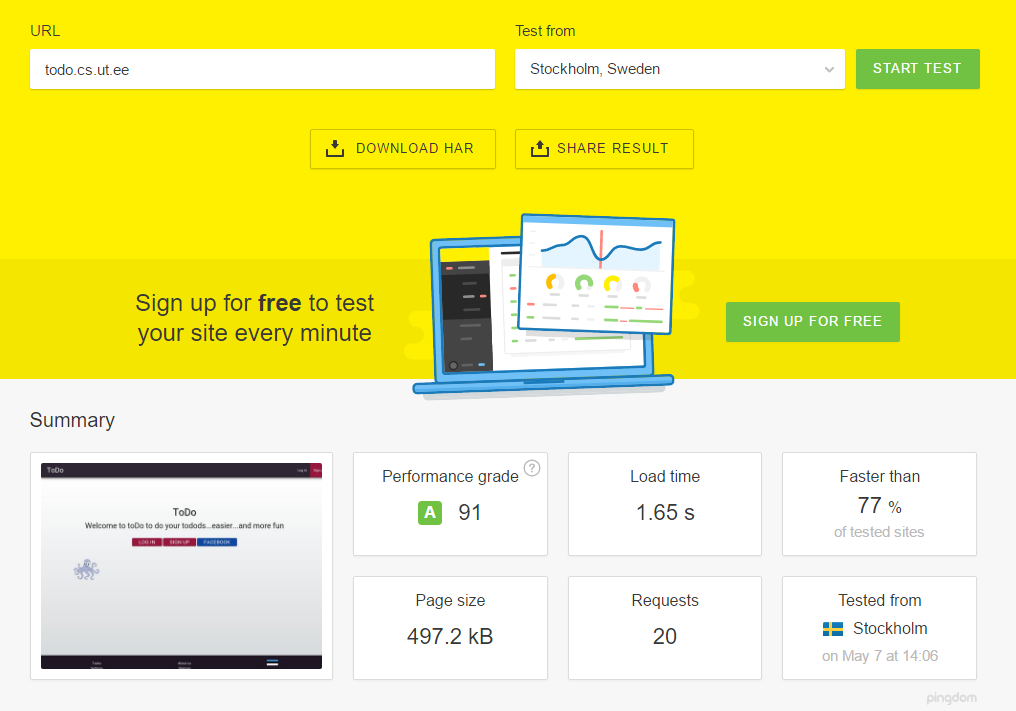 URL
Test from
todo.cs.ut.ee
Stockholm, Sweden
START TEST
DOWNLOAD HAR
SHARE RESULT
Sign up for free to test
your site every minute
SIGN UP FOR FREE
Summary
ToDo
Log in
ToDo
Welcome to toDo to do your todods...easier...and more fun
LOG IN
SIGN UP
FACEBOOK
Performance grade
?
A 91
Load time
1.65 s
Faster than
77 %
of tested sites
Page size
497.2 kB
Requests
20
Tested from
Stockholm
on May 7 at 14:06
pingdom